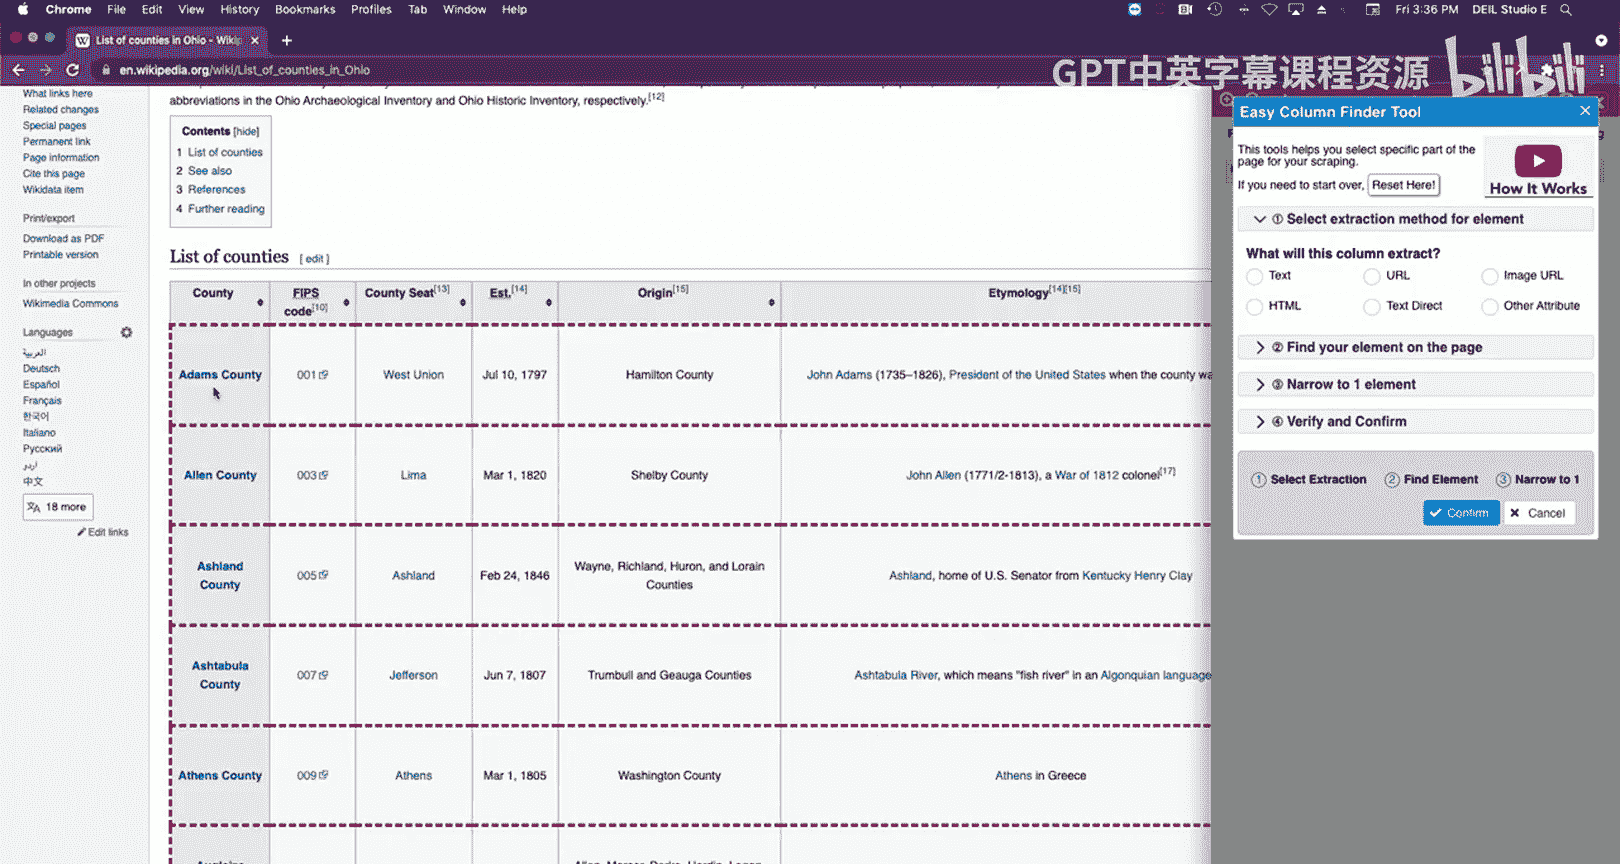 Chrome File Edit View History Bookmarks Profiles Tab Window Help Fri 3:36 PM DEIL Studio E
List of counties in Ohio - Wiki
en.wikipedia.org/wiki/List_of_counties_in_Ohio
GPT中英字幕课程资源 bilibili
What links here
Related changes
Special pages
Permanent link
Page information
Cite this page
Wikidata item
Print/export
Download as PDF
Printable version
In other projects
Wikimedia Commons
Languages
العربية
Deutsch
Español
Français
한국어
Italiano
Русский
اردو
中文
18 more
Edit links
abbreviations in the Ohio Archaeological Inventory and Ohio Historic Inventory, respectively.[12]
Contents [hide]
1 List of counties
2 See also
3 References
4 Further reading
List of counties [ edit ]
County FIPS code[10] County Seat[13] Est.[14] Origin[15] Etymology[14][15]
Adams County 001 West Union Jul 10, 1797 Hamilton County John Adams (1735–1826), President of the United States when the county wa
Allen County 003 Lima Mar 1, 1820 Shelby County John Allen (1771/2-1813), a War of 1812 colonel[17]
Ashland County 005 Ashland Feb 24, 1846 Wayne, Richland, Huron, and Lorain Counties Ashland, home of U.S. Senator from Kentucky Henry Clay
Ashtabula County 007 Jefferson Jun 7, 1807 Trumbull and Geauga Counties Ashtabula River, which means "fish river" in an Algonquian language
Athens County 009 Athens Mar 1, 1805 Washington County Athens in Greece
Easy Column Finder Tool
This tools helps you select specific part of the
page for your scraping.
If you need to start over, Reset Here!
How It Works
① Select extraction method for element
What will this column extract?
Text URL Image URL
HTML Text Direct Other Attribute
② Find your element on the page
③ Narrow to 1 element
④ Verify and Confirm
1 Select Extraction 2 Find Element 3 Narrow to 1
Confirm Cancel